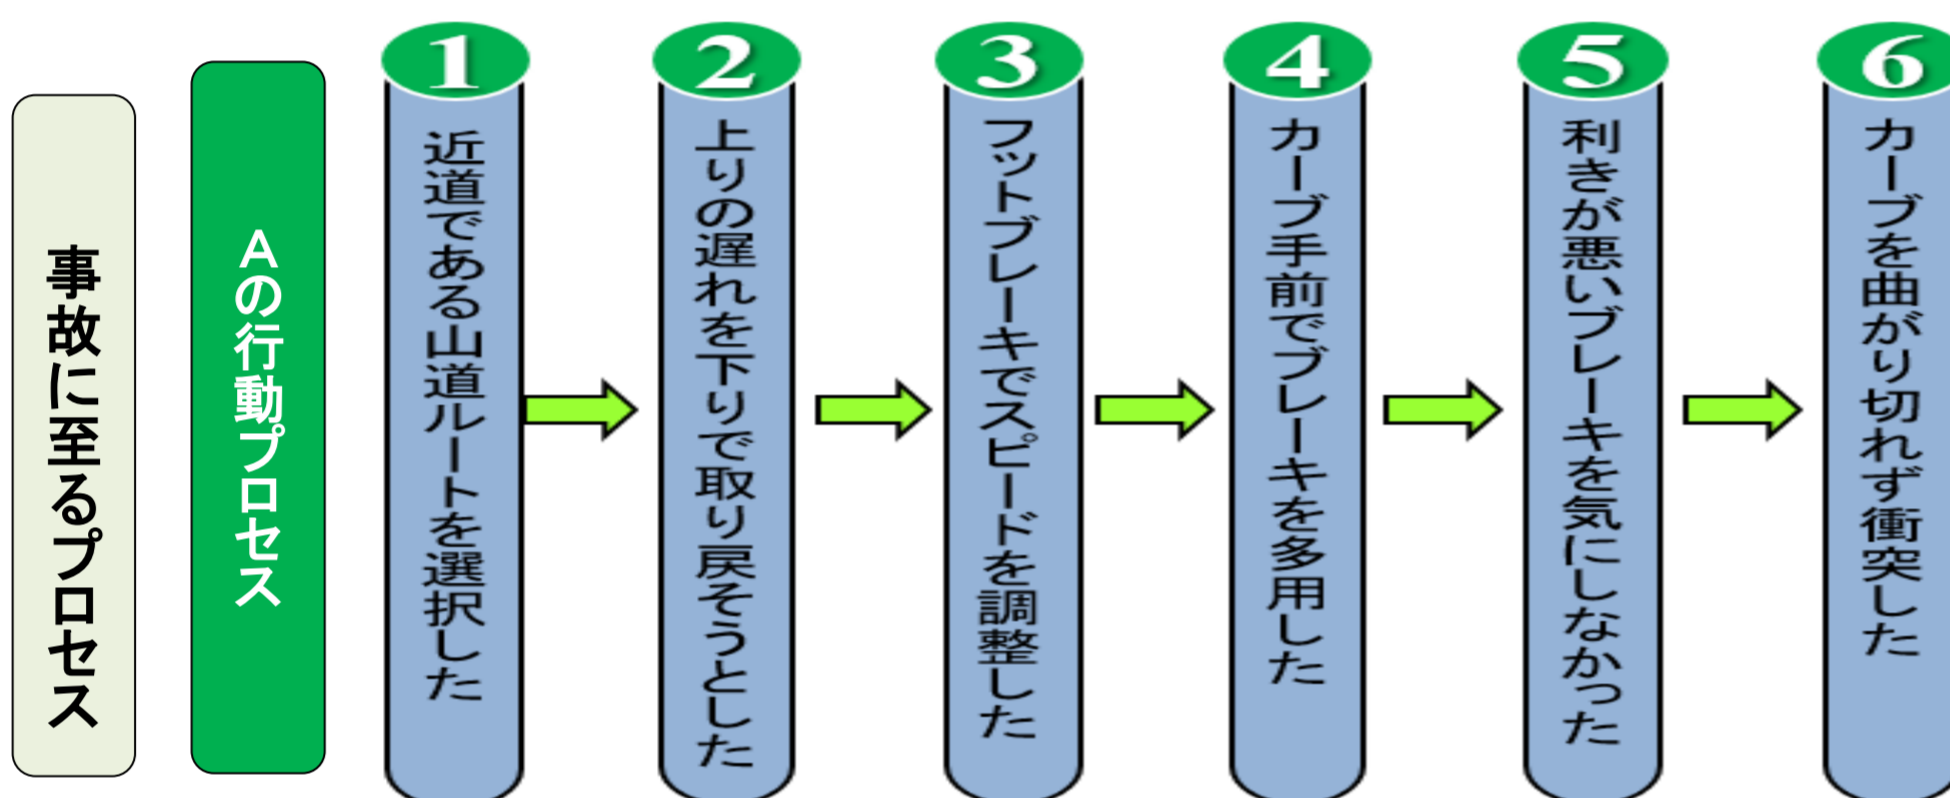 事故に至るプロセス
Aの行動プロセス
1
近道である山道ルートを選択した
2
上りの遅れを下りで取り戻そうとした
3
フットブレーキでスピードを調整した
4
カーブ手前でブレーキを多用した
5
利きが悪いブレーキを気にしなかった
6
カーブを曲がり切れず衝突した